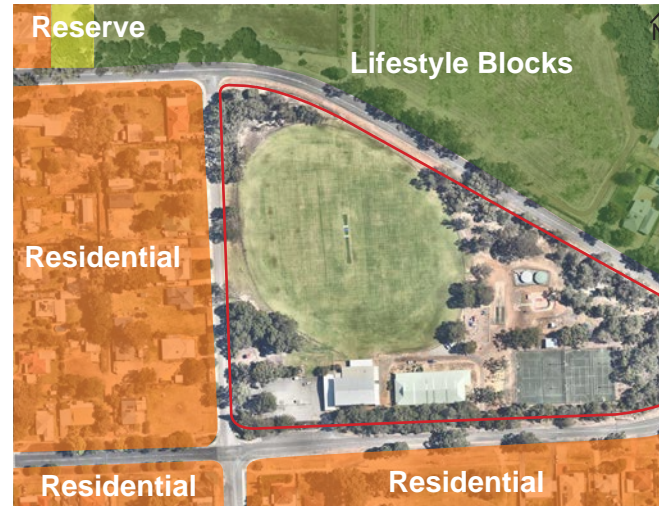 Reserve
Lifestyle Blocks
N
Residential
Residential
Residential